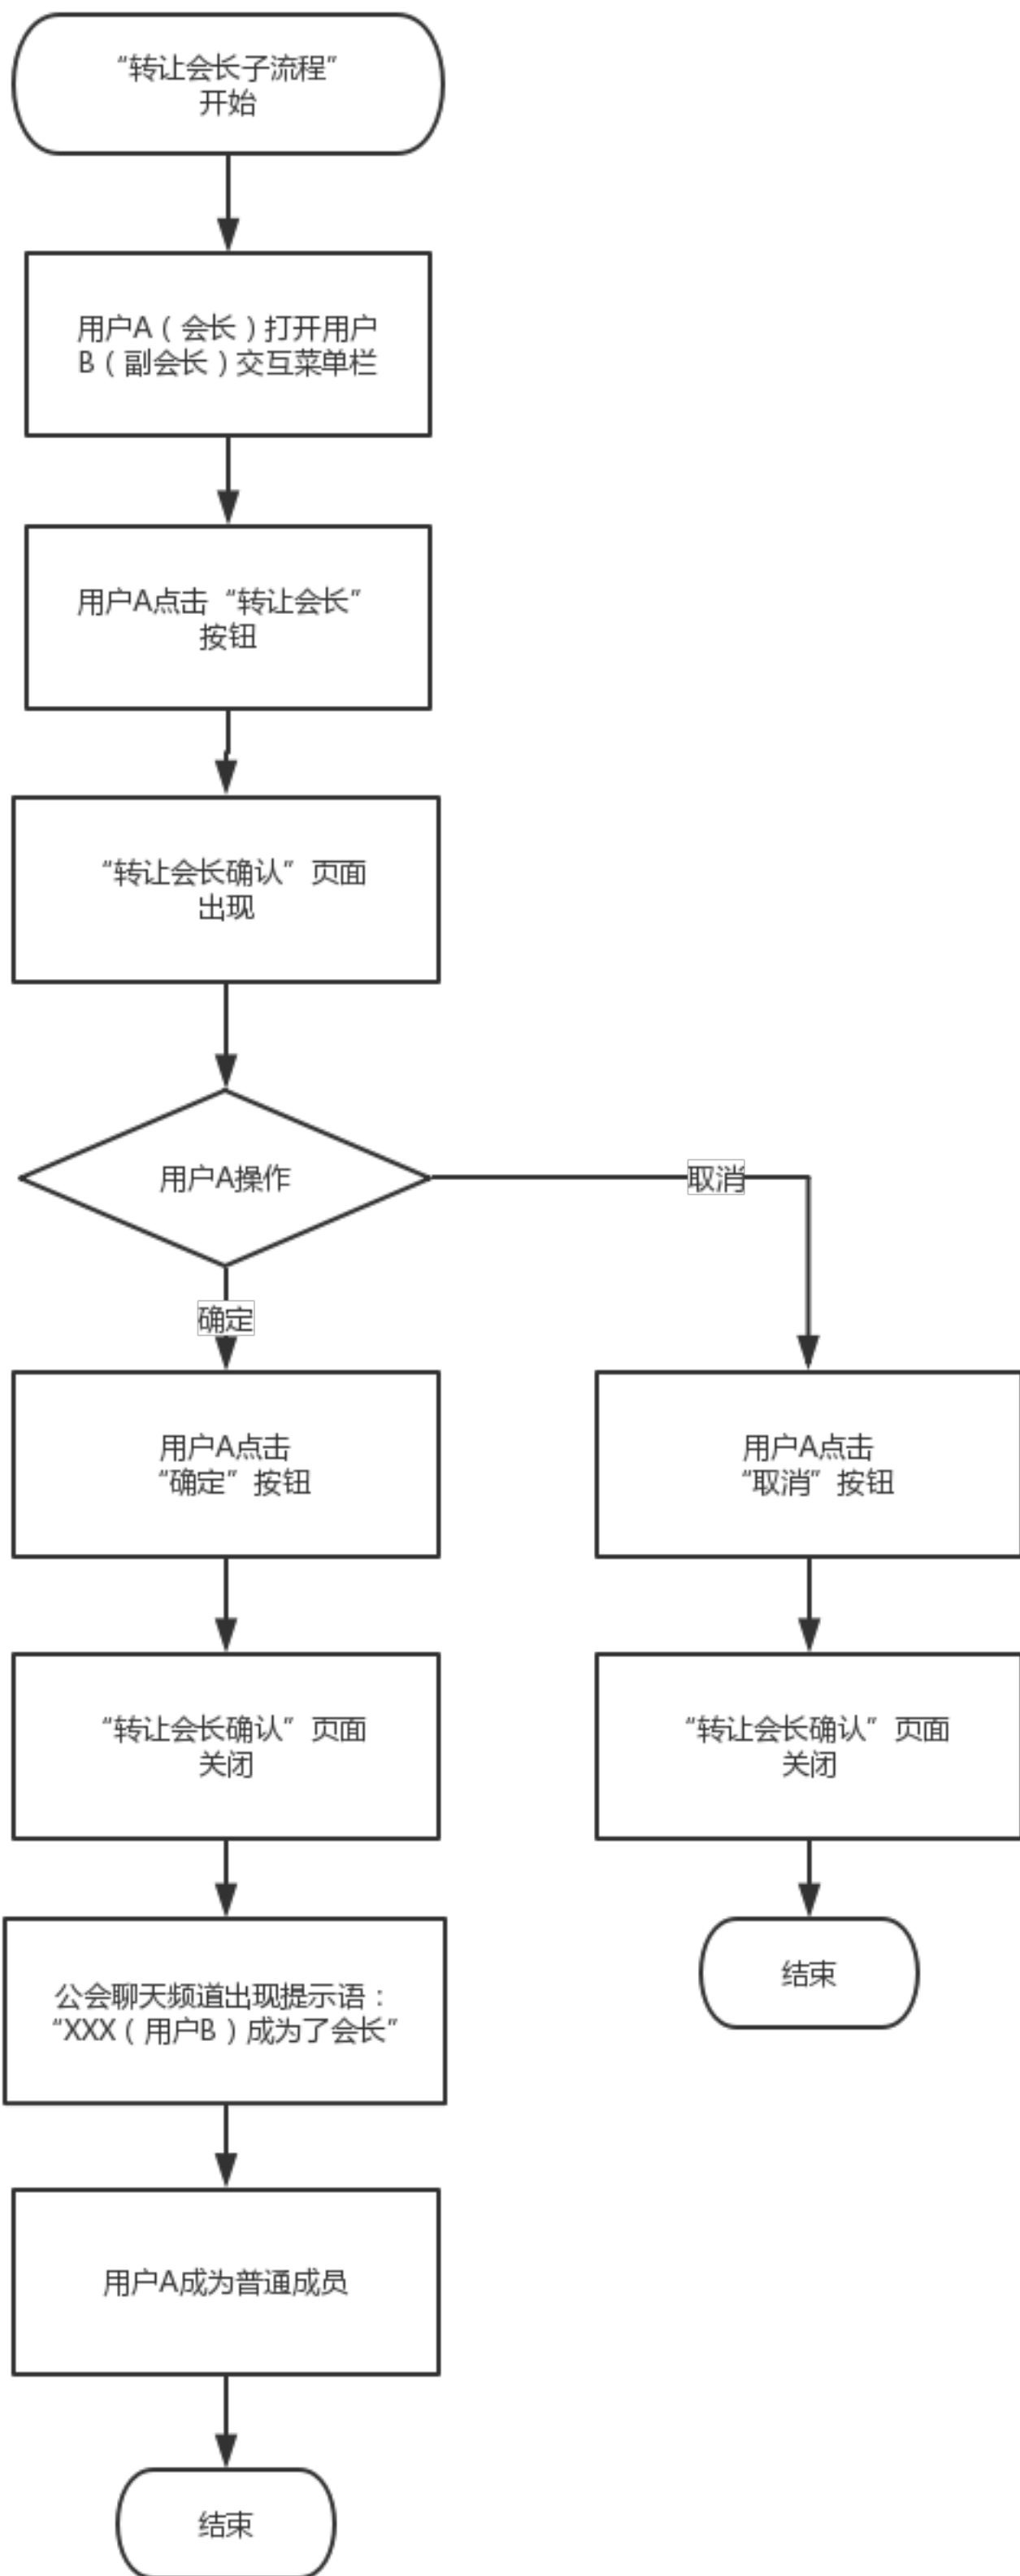 “转让会长子流程”
开始
用户A（会长）打开用户
B（副会长）交互菜单栏
用户A点击“转让会长”
按钮
“转让会长确认”页面
出现
用户A操作
取消
确定
用户A点击
“确定”按钮
用户A点击
“取消”按钮
“转让会长确认”页面
关闭
“转让会长确认”页面
关闭
公会聊天频道出现提示语：
“XXX（用户B）成为了会长”
结束
用户A成为普通成员
结束